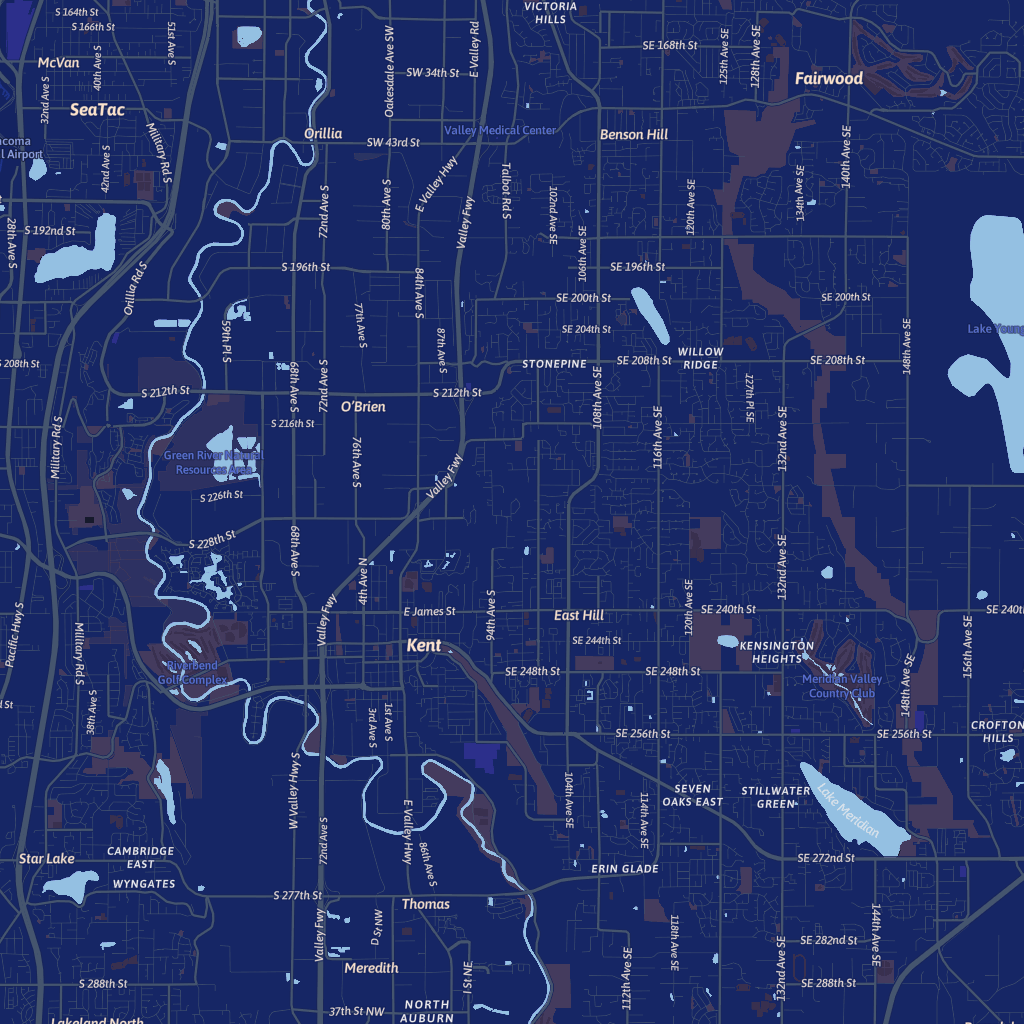 VICTORIA
HILLS
S 164th St
S 166th St
51st Ave S
McVan
40th Ave S
32nd Ave S
SeaTac
Military Rd S
42nd Ave S
Oakesdale Ave SW
SW 34th St
E Valley Rd
SE 168th St
125th Ave SE
128th Ave SE
Fairwood
Orillia
SW 43rd St
Valley Medical Center
Benson Hill
140th Ave SE
l Airport
S 192nd St
28th Ave S
Orillia Rd S
72nd Ave S
80th Ave S
E Valley Hwy
Valley Fwy
Talbot Rd S
102nd Ave SE
106th Ave SE
120th Ave SE
134th Ave SE
S 196th St
SE 196th St
84th Ave S
SE 200th St
SE 200th St
SE 204th St
59th Pl S
77th Ave S
87th Ave S
148th Ave SE
S 208th St
STONEPINE
SE 208th St
WILLOW
RIDGE
SE 208th St
S 212th St
68th Ave S
72nd Ave S
S 212th St
108th Ave SE
127th Pl SE
O'Brien
S 216th St
116th Ave SE
132nd Ave SE
Military Rd S
Green River Natural
Resources Area
76th Ave S
Valley Fwy
S 226th St
S 228th St
68th Ave S
4th Ave N
132nd Ave SE
Pacific Hwy S
Military Rd S
Valley Fwy
E James St
94th Ave S
East Hill
120th Ave SE
SE 240th St
SE 240th
SE 244th St
Kent
KENSINGTON
HEIGHTS
156th Ave SE
Riverbend
Golf Complex
SE 248th St
SE 248th St
Meridian Valley
Country Club
148th Ave SE
38th Ave S
3rd Ave S
1st Ave S
SE 256th St
SE 256th St
CROFTON
HILLS
W Valley Hwy S
E Valley Hwy
104th Ave SE
114th Ave SE
SEVEN
OAKS EAST
STILLWATER
GREEN
Lake Meridian
72nd Ave S
86th Ave S
Star Lake
CAMBRIDGE
EAST
WYNGATES
ERIN GLADE
SE 272nd St
S 277th St
Thomas
Valley Fwy
D St NW
118th Ave SE
144th Ave SE
SE 282nd St
Meredith
I St NE
112th Ave SE
132nd Ave SE
SE 288th St
S 288th St
37th St NW
NORTH
AUBURN
Lakeland North